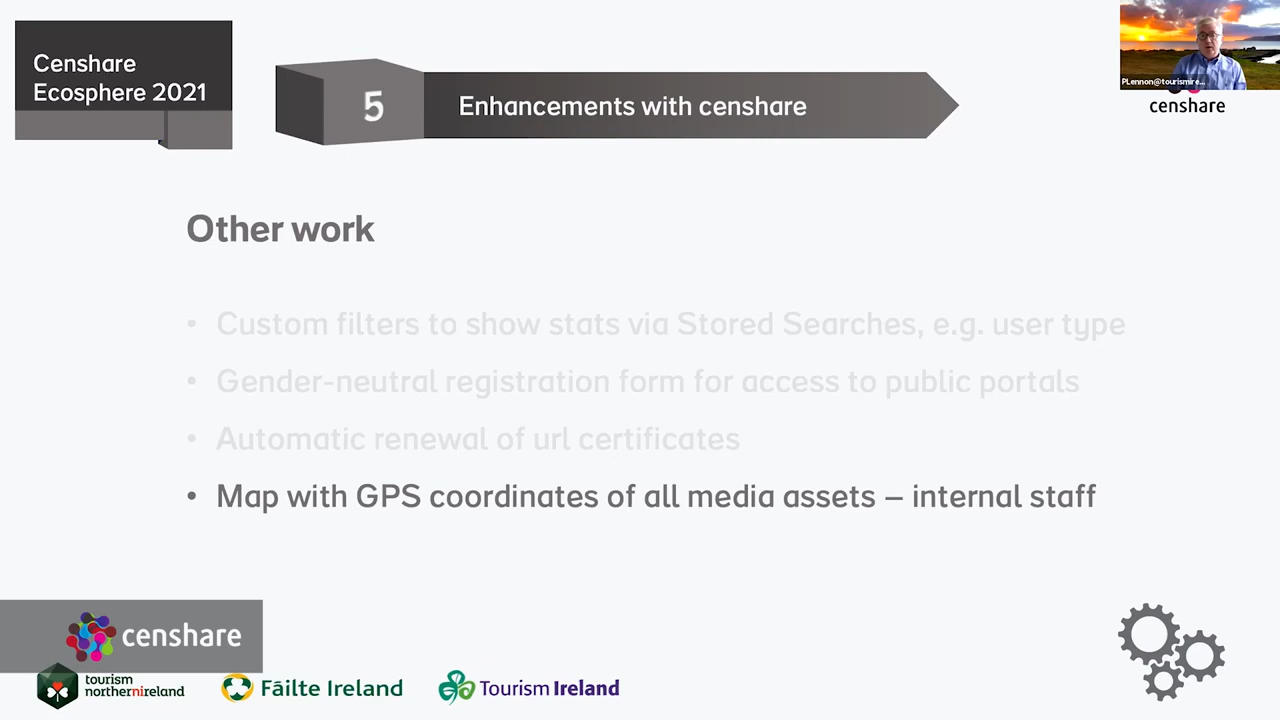 Censhare
Ecosphere 2021
5
Enhancements with censhare
PLennon@tourismire...
censhare
Other work
• Custom filters to show stats via Stored Searches, e.g. user type
• Gender-neutral registration form for access to public portals
• Automatic renewal of url certificates
• Map with GPS coordinates of all media assets – internal staff
censhare
tourism
northernireland
Fáilte Ireland
Tourism Ireland